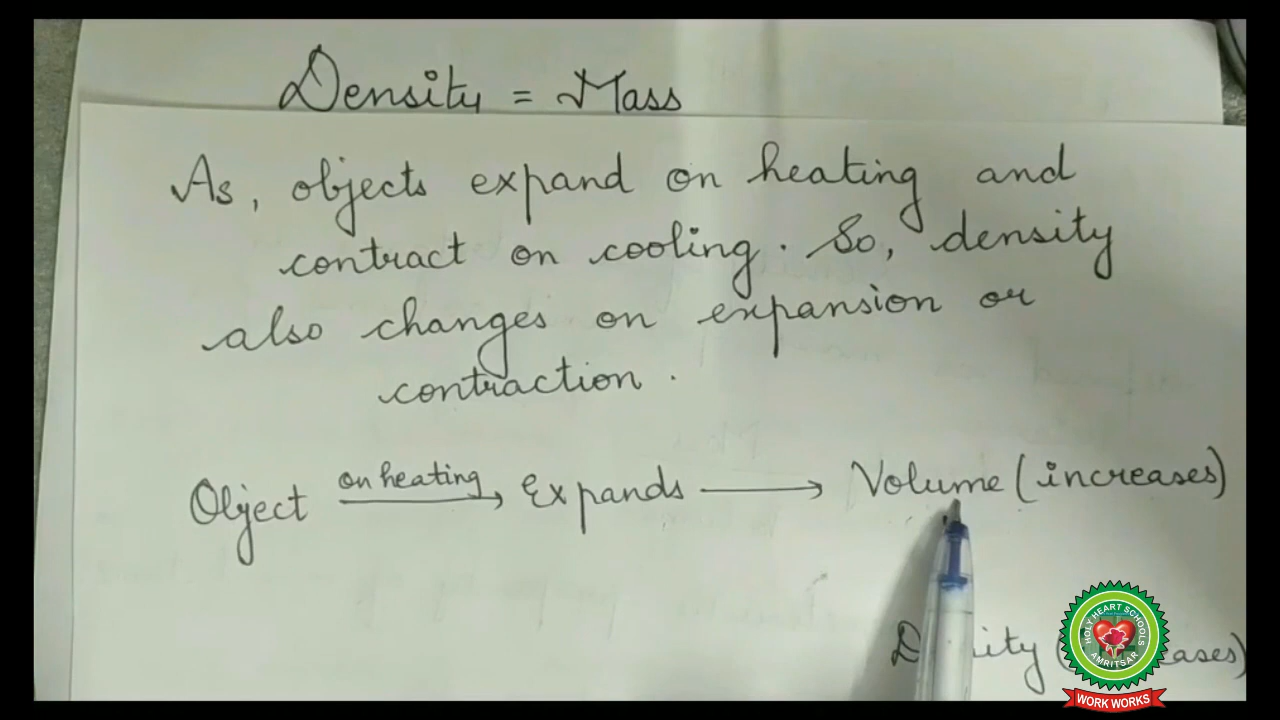 Density = Mass
As, objects expand on heating and
contract on cooling. So, density
also changes on expansion or
contraction.
Object on heating Expands Volume (increases)
HOLY HEART SCHOOLS
AMRITSAR
WORK WORKS